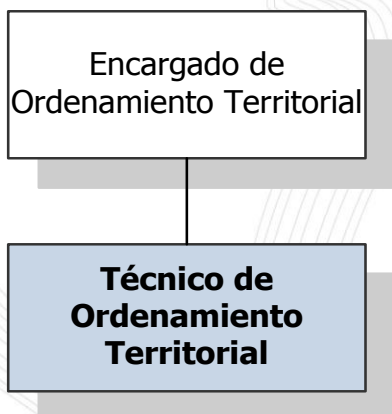 Encargado de
Ordenamiento Territorial
Técnico de
Ordenamiento
Territorial